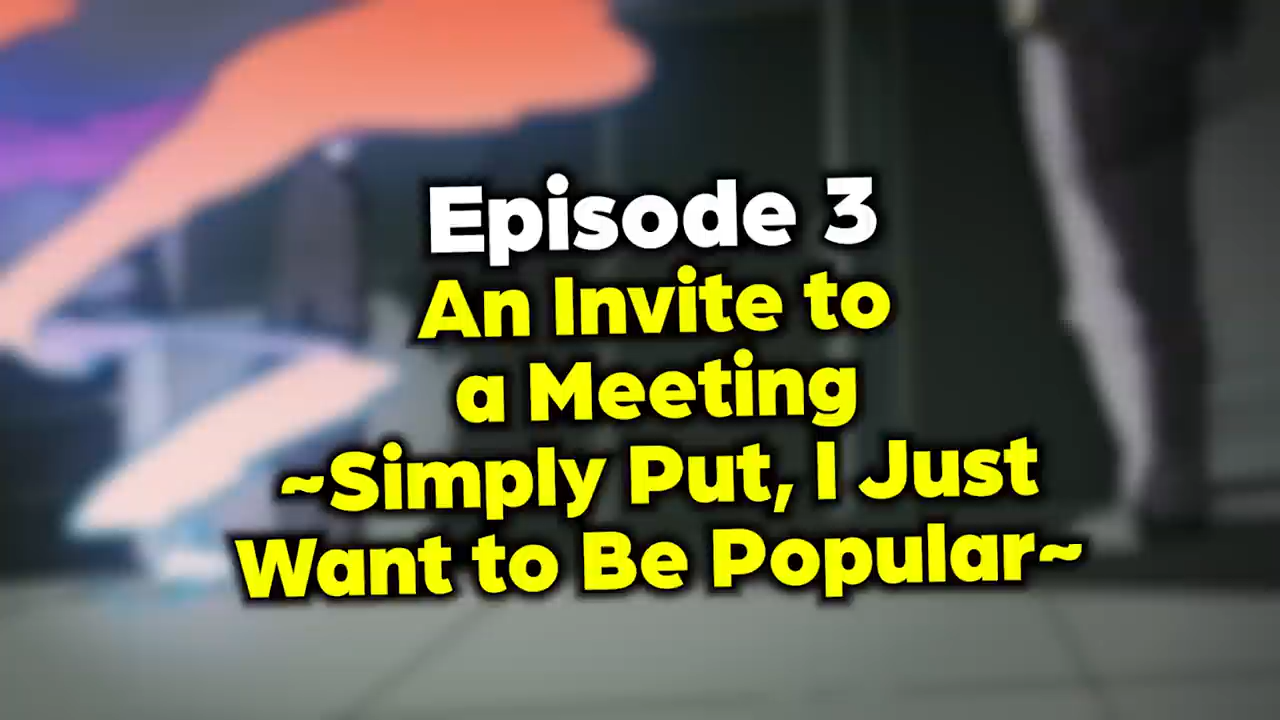 Episode 3
An Invite to
a Meeting
~Simply Put, I Just
Want to Be Popular~